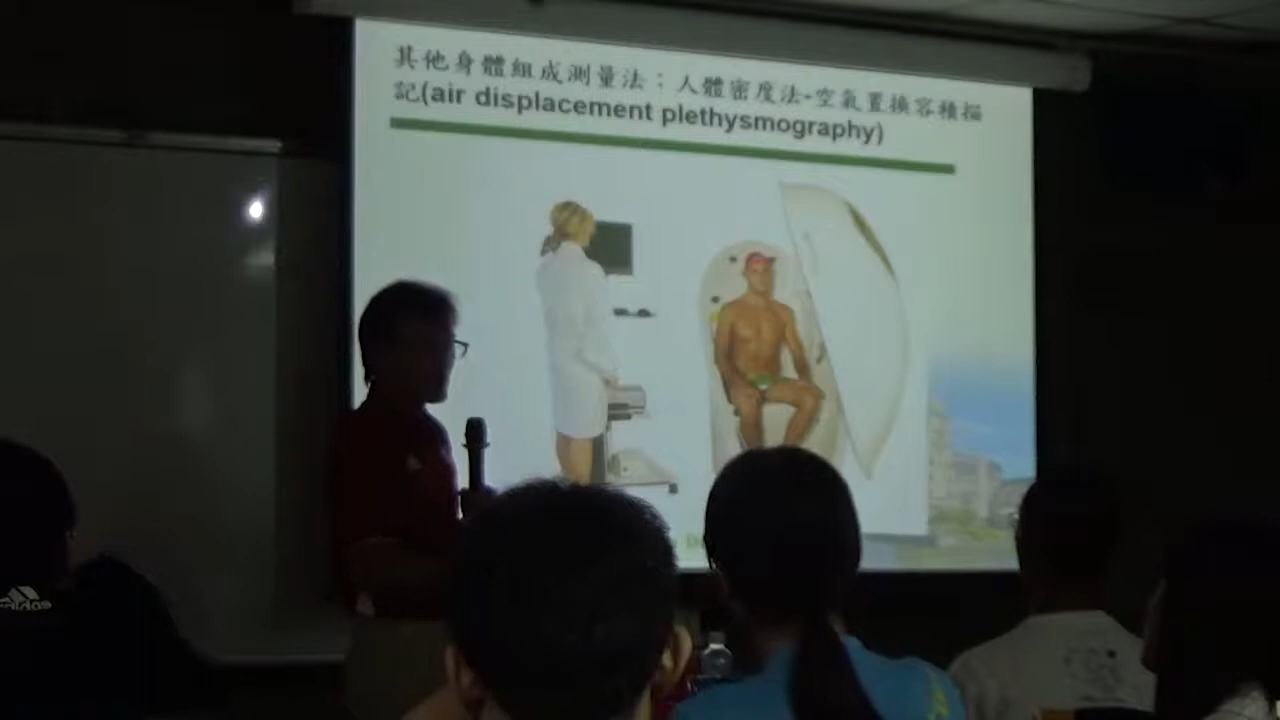 其他身體組成測量法：人體密度法-空氣置換容積描
記(air displacement plethysmography)
adidas